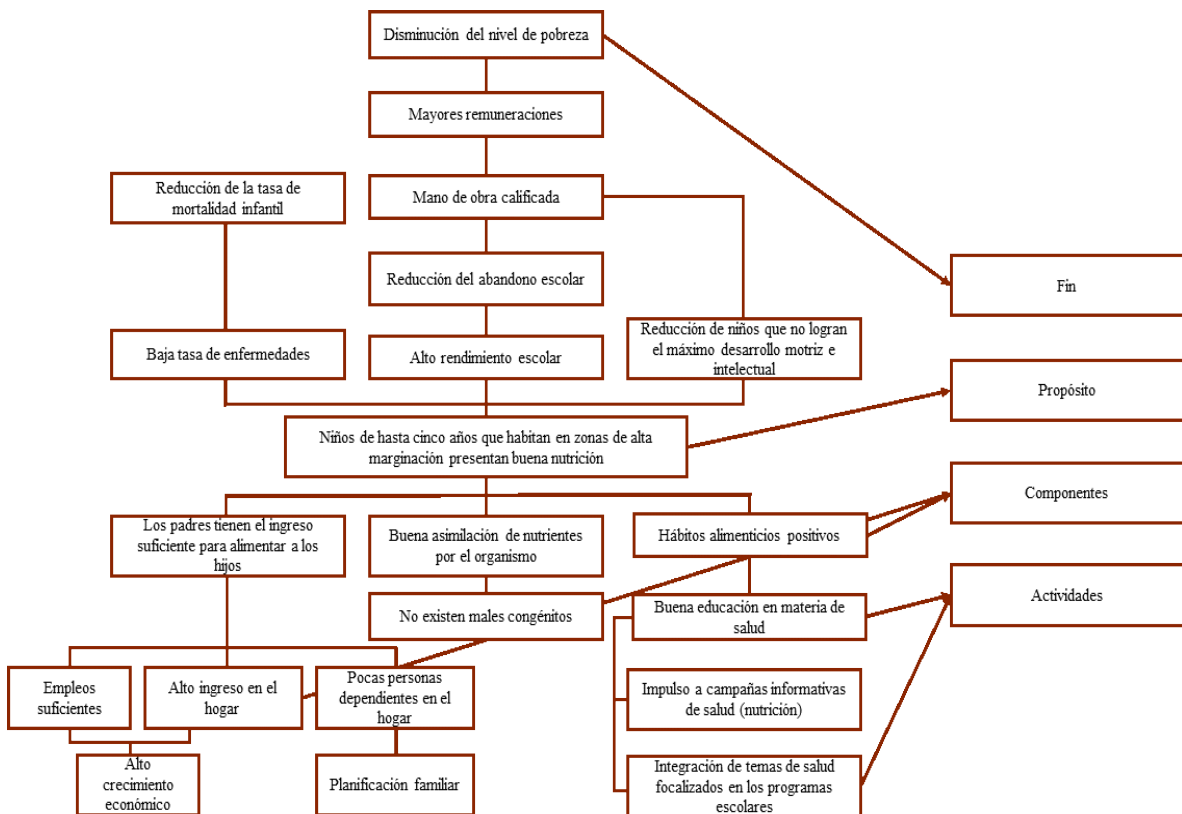 Disminución del nivel de pobreza
Mayores remuneraciones
Reducción de la tasa de
mortalidad infantil
Mano de obra calificada
Reducción del abandono escolar
Fin
Baja tasa de enfermedades
Alto rendimiento escolar
Reducción de niños que no logran
el máximo desarrollo motriz e
intelectual
Propósito
Niños de hasta cinco años que habitan en zonas de alta
marginación presentan buena nutrición
Componentes
Los padres tienen el ingreso
suficiente para alimentar a los
hijos
Buena asimilación de nutrientes
por el organismo
Hábitos alimenticios positivos
Actividades
No existen males congénitos
Buena educación en materia de
salud
Empleos
suficientes
Alto ingreso en el
hogar
Pocas personas
dependientes en el
hogar
Impulso a campañas informativas
de salud (nutrición)
Alto
crecimiento
económico
Planificación familiar
Integración de temas de salud
focalizados en los programas
escolares